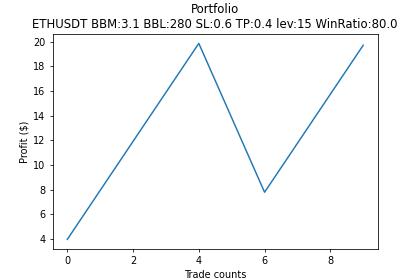 Portfolio
ETHUSDT BBM:3.1 BBL:280 SL:0.6 TP:0.4 lev:15 WinRatio:80.0
20
18
16
14
12
10
8
6
4
Profit ($)
0 2 4 6 8
Trade counts